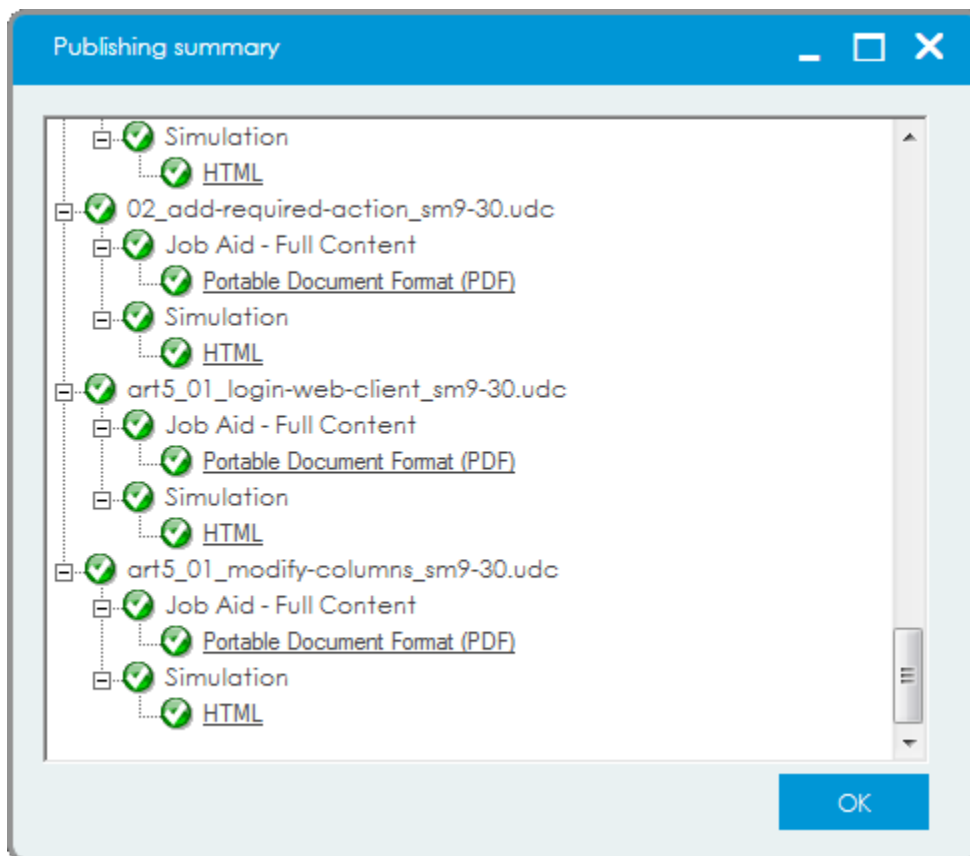 Publishing summary
Simulation
HTML
02_add-required-action_sm9-30.udc
Job Aid - Full Content
Portable Document Format (PDF)
Simulation
HTML
art5_01_login-web-client_sm9-30.udc
Job Aid - Full Content
Portable Document Format (PDF)
Simulation
HTML
art5_01_modify-columns_sm9-30.udc
Job Aid - Full Content
Portable Document Format (PDF)
Simulation
HTML
OK